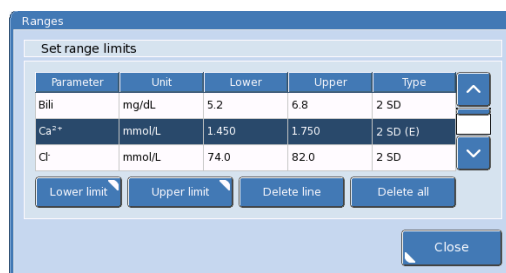 Ranges
Set range limits
Parameter Unit Lower Upper Type
Bili mg/dL 5.2 6.8 2 SD
Ca²⁺ mmol/L 1.450 1.750 2 SD (E)
Cl⁻ mmol/L 74.0 82.0 2 SD
Lower limit Upper limit Delete line Delete all
Close